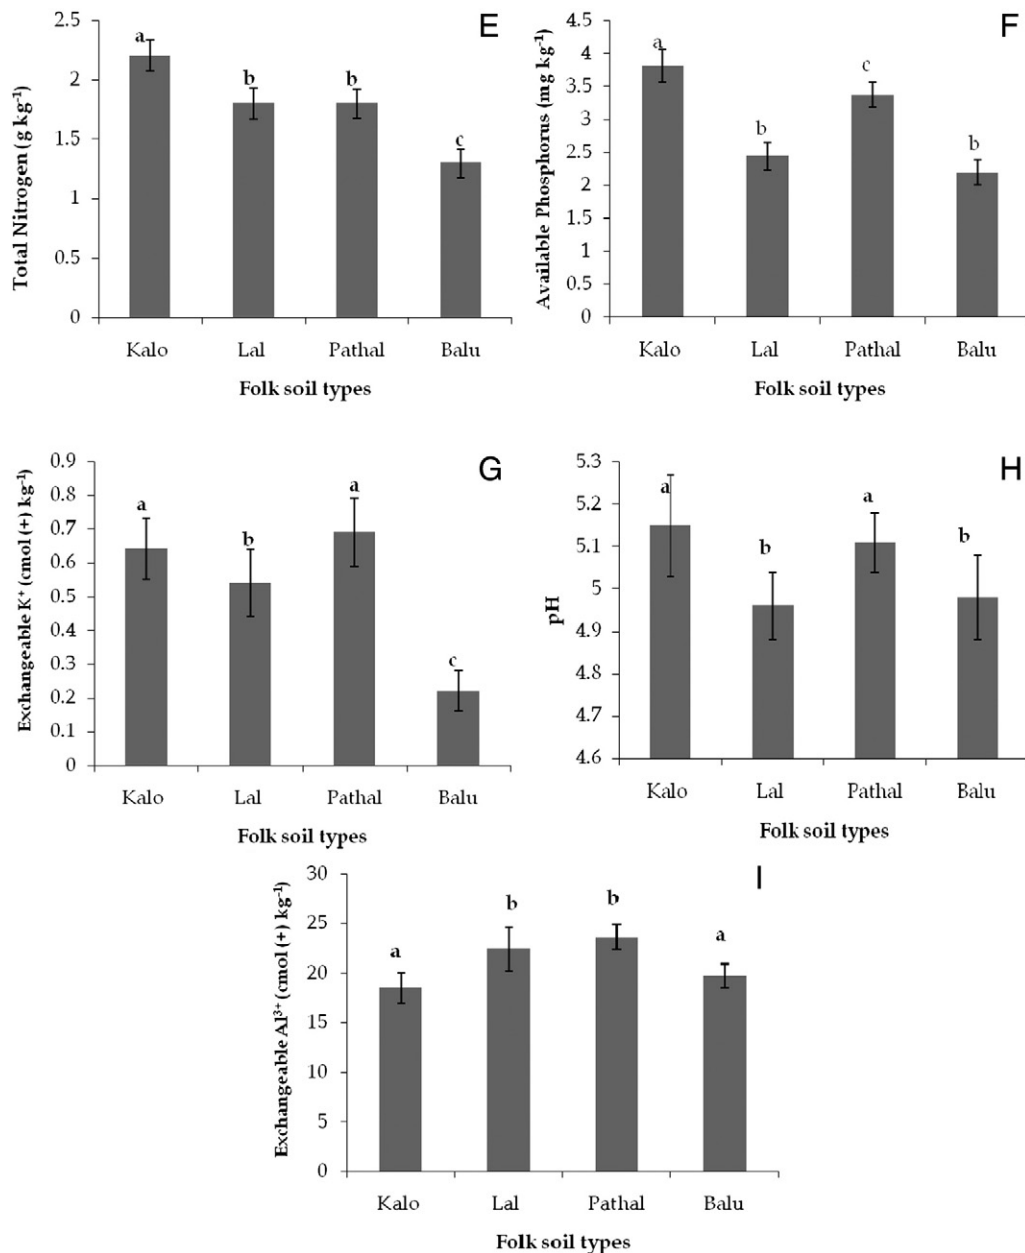 E
Total Nitrogen (g kg⁻¹)
2.5
2
1.5
1
0.5
0
a
b
b
c
Kalo Lal Pathal Balu
Folk soil types
F
Available Phosphorus (mg kg⁻¹)
4.5
4
3.5
3
2.5
2
1.5
1
0.5
0
a
b
c
b
Kalo Lal Pathal Balu
Folk soil types
G
Exchangeable K⁺ (cmol (+) kg⁻¹
0.9
0.8
0.7
0.6
0.5
0.4
0.3
0.2
0.1
0
a
b
a
c
Kalo Lal Pathal Balu
Folk soil types
H
pH
5.3
5.2
5.1
5
4.9
4.8
4.7
4.6
a
b
a
b
Kalo Lal Pathal Balu
Folk soil types
I
Exchangeable Al³⁺ (cmol (+) kg⁻¹
30
25
20
15
10
5
0
a
b
b
a
Kalo Lal Pathal Balu
Folk soil types